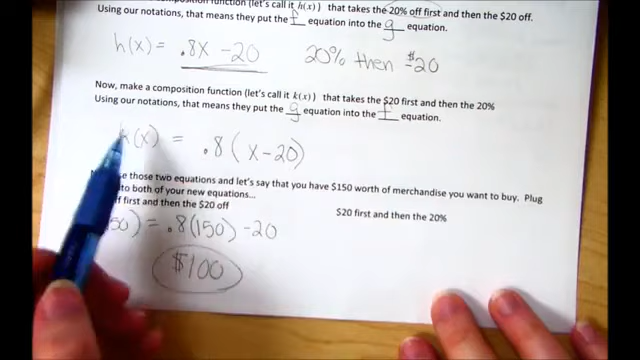 composition function (let's call it h(x) ) that takes the 20% off first and then the $20 off.
Using our notations, that means they put the f equation into the g equation.
h(x) = .8x - 20 20% then $20
Now, make a composition function (let's call it k(x) ) that takes the $20 first and then the 20%
Using our notations, that means they put the g equation into the f equation.
(x) = .8( x - 20)
those two equations and let's say that you have $150 worth of merchandise you want to buy. Plug
to both of your new equations…
off first and then the $20 off $20 first and then the 20%
150) = .8(150) - 20
$100